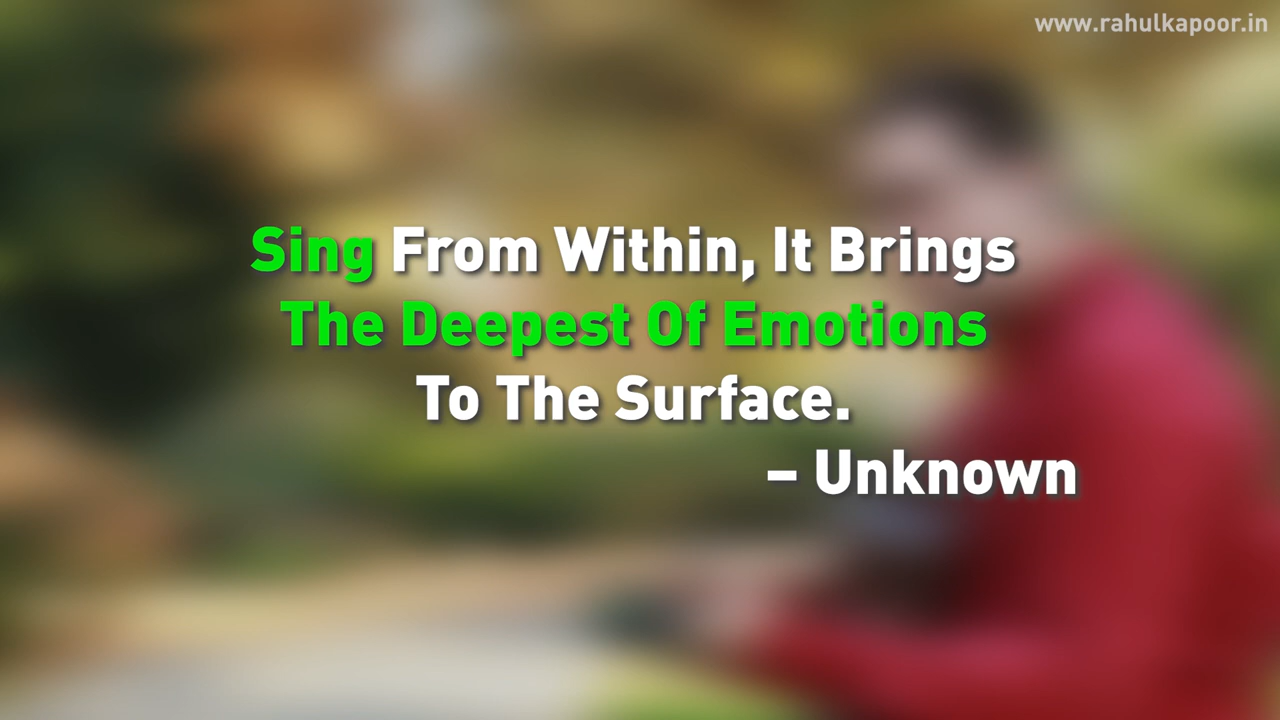 www.rahulkapoor.in
Sing From Within, It Brings
The Deepest Of Emotions
To The Surface.
– Unknown